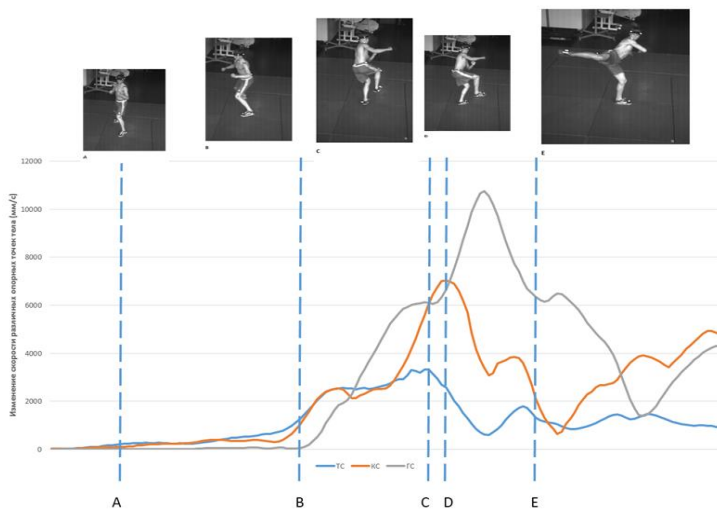 A
B
C
D
E
Изменение скорости различных опорных точек тела (мм/с)
12000
10000
8000
6000
4000
2000
0
ТС КС ГС
A B C D E